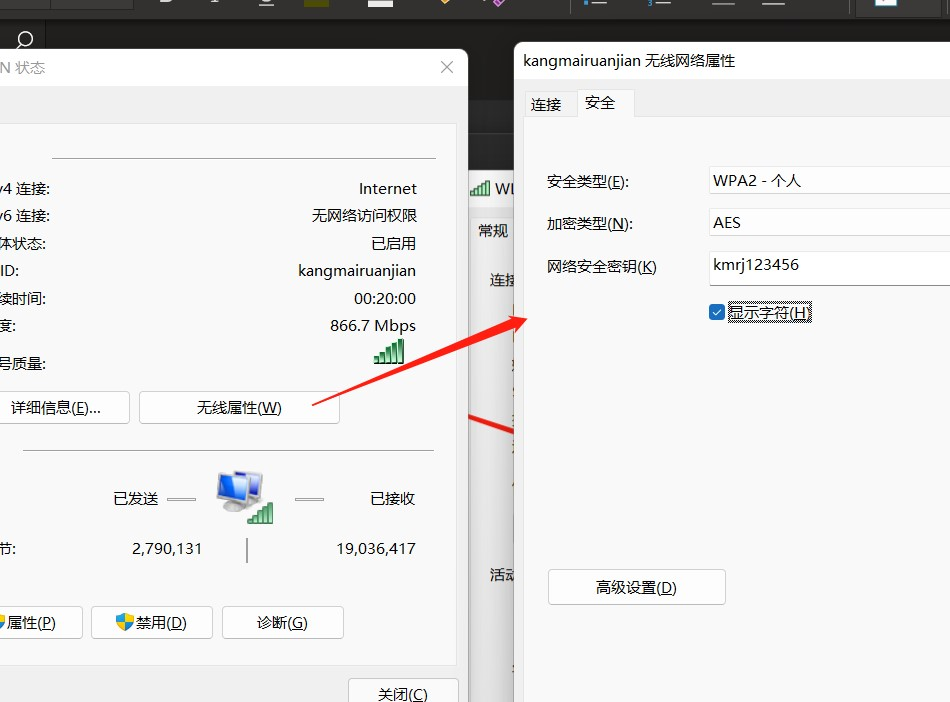 N 状态
v4 连接:
Internet
v6 连接:
无网络访问权限
体状态:
已启用
ID:
kangmairuanjian
续时间:
00:20:00
度:
866.7 Mbps
号质量:
详细信息(E)...
无线属性(W)
已发送
已接收
节:
2,790,131
19,036,417
属性(P)
禁用(D)
诊断(G)
关闭(C)
WL
常规
连接
活动
kangmairuanjian 无线网络属性
连接
安全
安全类型(E):
WPA2 - 个人
加密类型(N):
AES
网络安全密钥(K)
kmrj123456
显示字符(H)
高级设置(D)